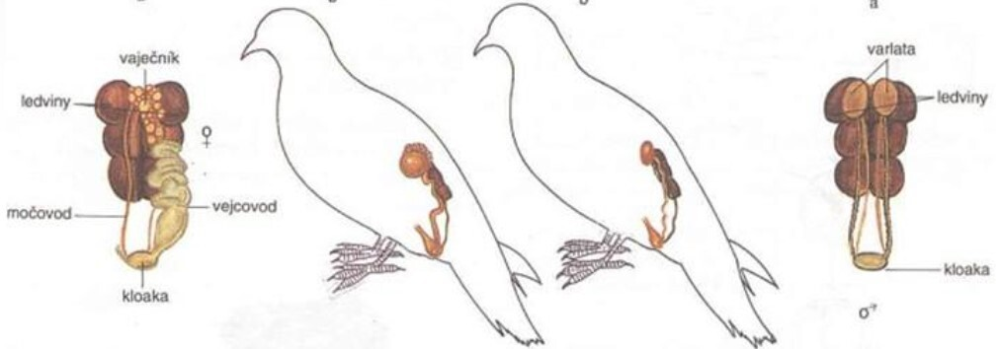 vaječník
ledviny
♀
močovod
vejcovod
kloaka
a
varlata
ledviny
kloaka
♂